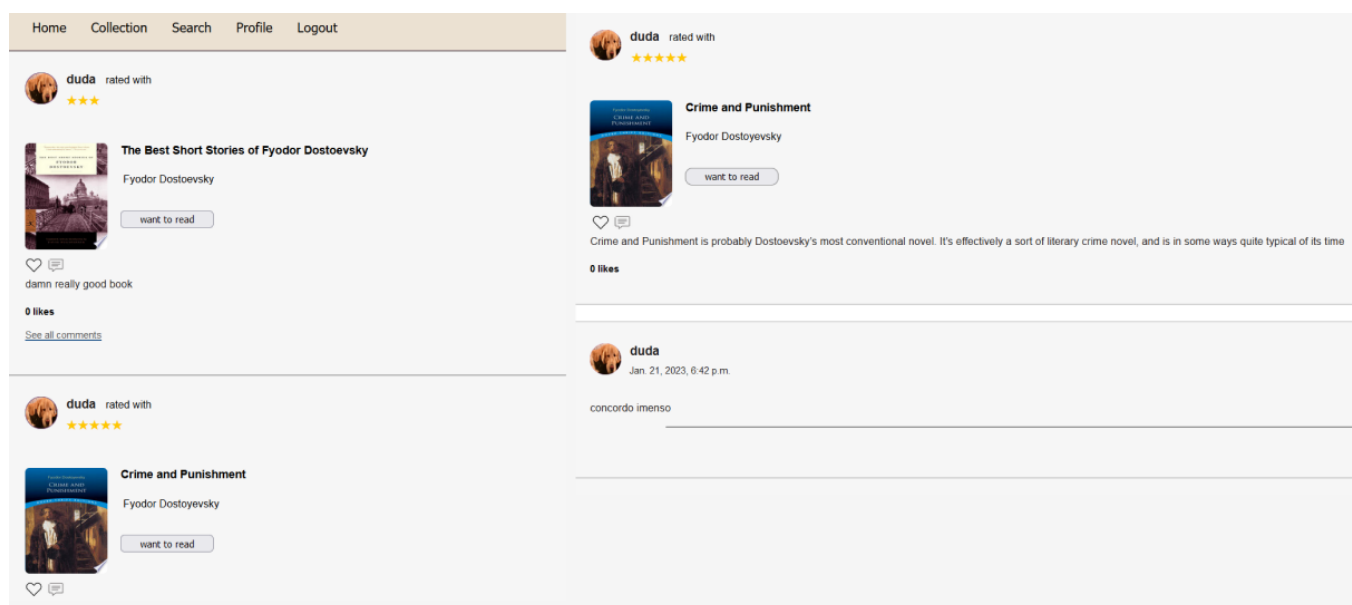 Home Collection Search Profile Logout
duda rated with
The Best Short Stories of Fyodor Dostoevsky
Fyodor Dostoevsky
want to read
damn really good book
0 likes
See all comments
duda rated with
Crime and Punishment
Fyodor Dostoyevsky
want to read
duda rated with
Crime and Punishment
Fyodor Dostoyevsky
want to read
Crime and Punishment is probably Dostoevsky's most conventional novel. It's effectively a sort of literary crime novel, and is in some ways quite typical of its time
0 likes
duda
Jan. 21, 2023, 6:42 p.m.
concordo imenso